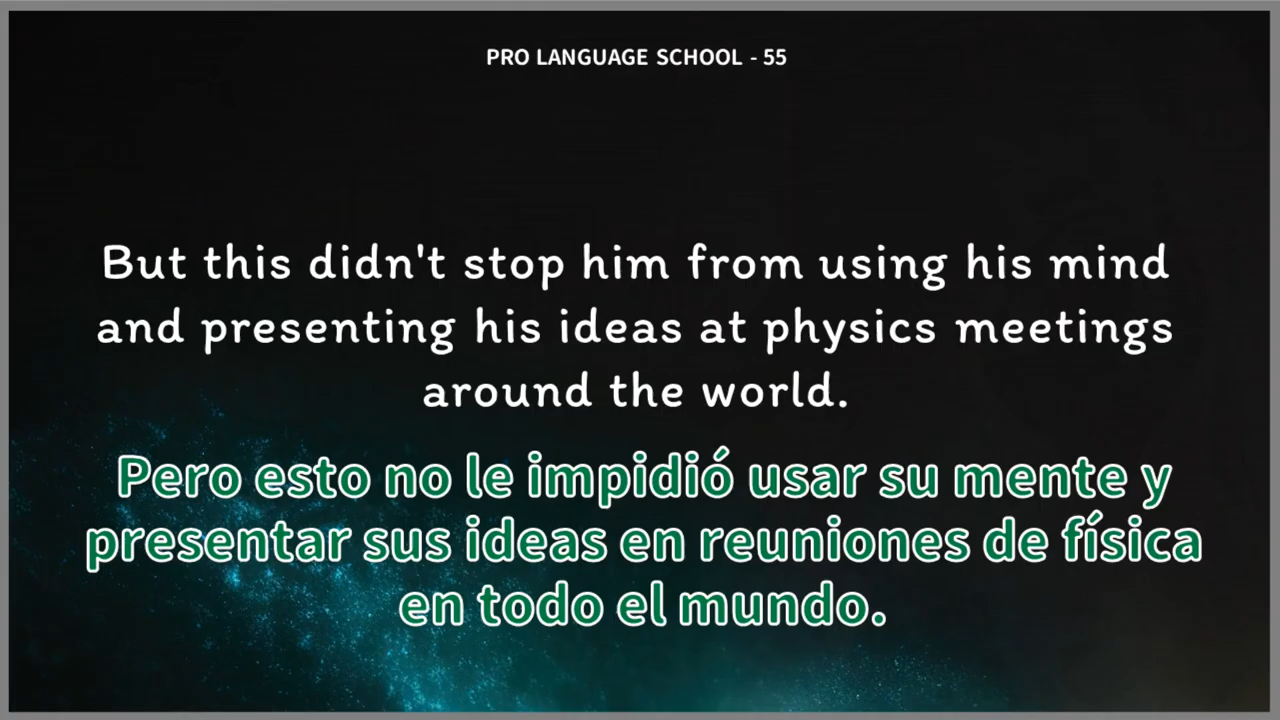 PRO LANGUAGE SCHOOL - 55
But this didn't stop him from using his mind
and presenting his ideas at physics meetings
around the world.
Pero esto no le impidió usar su mente y
presentar sus ideas en reuniones de física
en todo el mundo.